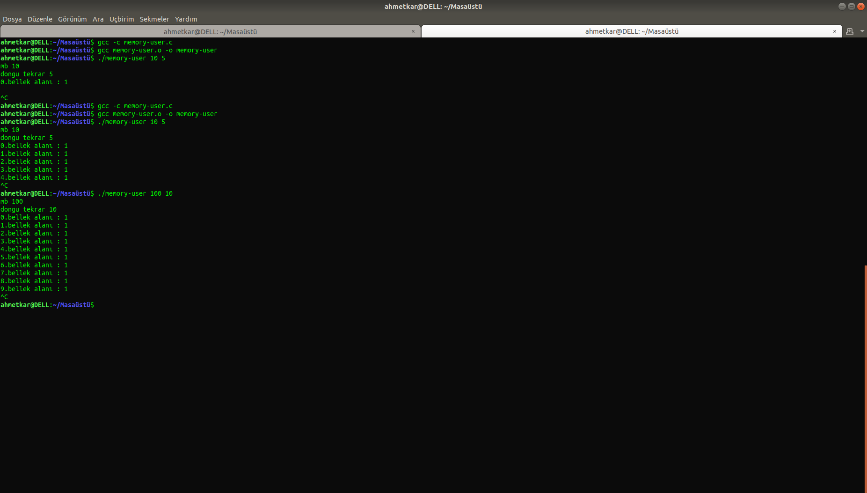 ahmetkar@DELL: ~/Masaüstü
Dosya Düzenle Görünüm Ara Uçbirim Sekmeler Yardım
ahmetkar@DELL: ~/Masaüstü × ahmetkar@DELL: ~/Masaüstü ×
ahmetkar@DELL:~/Masaüstü$ gcc -c memory-user.c
ahmetkar@DELL:~/Masaüstü$ gcc memory-user.o -o memory-user
ahmetkar@DELL:~/Masaüstü$ ./memory-user 10 5
mb 10
dongu tekrar 5
0.bellek alanı : 1
^C
ahmetkar@DELL:~/Masaüstü$ gcc -c memory-user.c
ahmetkar@DELL:~/Masaüstü$ gcc memory-user.o -o memory-user
ahmetkar@DELL:~/Masaüstü$ ./memory-user 10 5
mb 10
dongu tekrar 5
0.bellek alanı : 1
1.bellek alanı : 1
2.bellek alanı : 1
3.bellek alanı : 1
4.bellek alanı : 1
^C
ahmetkar@DELL:~/Masaüstü$ ./memory-user 100 10
mb 100
dongu tekrar 10
0.bellek alanı : 1
1.bellek alanı : 1
2.bellek alanı : 1
3.bellek alanı : 1
4.bellek alanı : 1
5.bellek alanı : 1
6.bellek alanı : 1
7.bellek alanı : 1
8.bellek alanı : 1
9.bellek alanı : 1
^C
ahmetkar@DELL:~/Masaüstü$